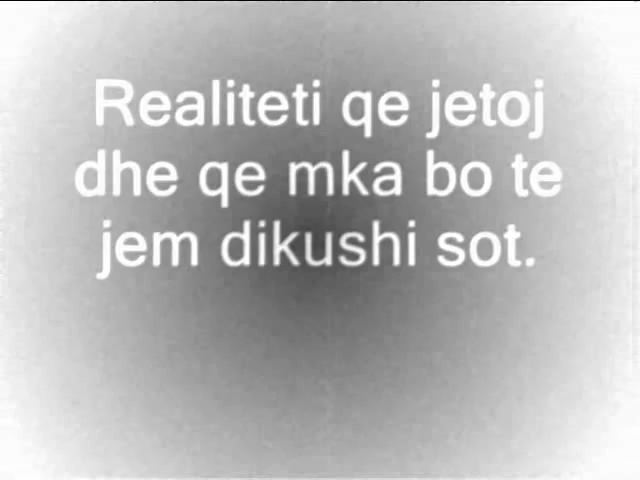 Realiteti qe jetoj
dhe qe mka bo te
jem dikushi sot.